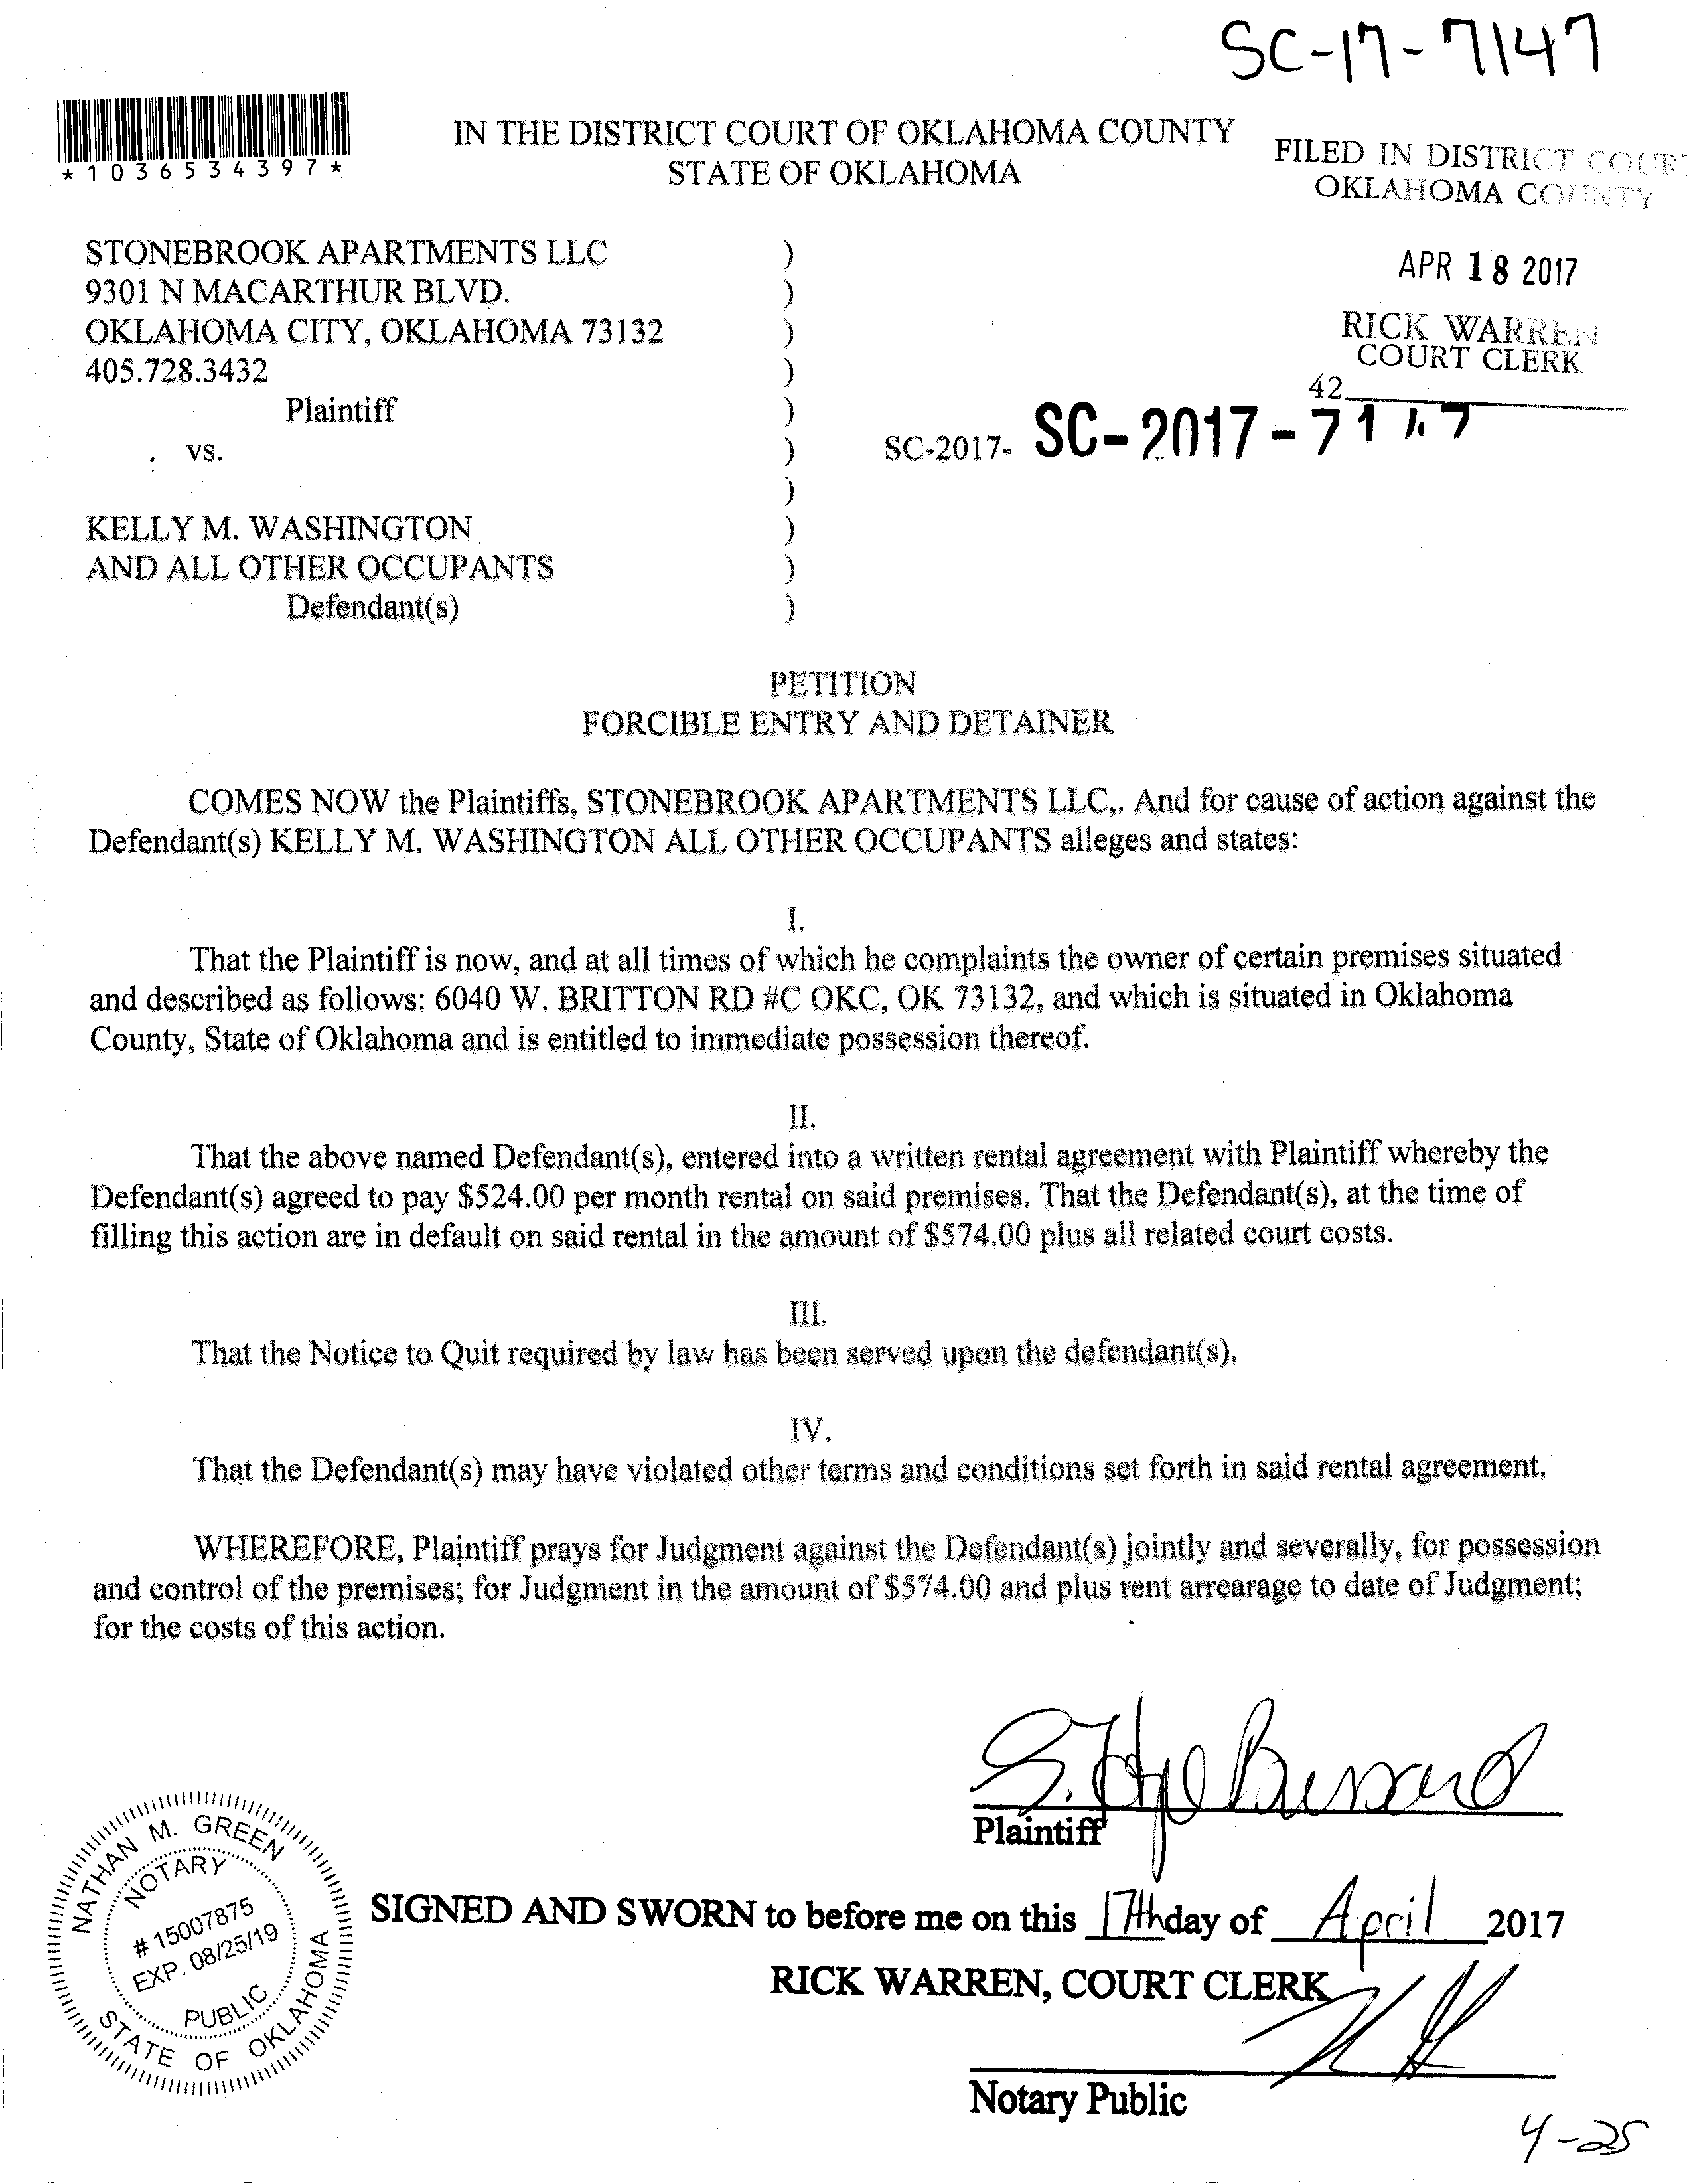 SC-17-7147
*1036534397*
IN THE DISTRICT COURT OF OKLAHOMA COUNTY
STATE OF OKLAHOMA
FILED IN DISTRICT COUR
OKLAHOMA COUNTY
STONEBROOK APARTMENTS LLC )
9301 N MACARTHUR BLVD. )
OKLAHOMA CITY, OKLAHOMA 73132 )
405.728.3432 )
Plaintiff )
vs. )
)
KELLY M. WASHINGTON )
AND ALL OTHER OCCUPANTS )
Defendant(s) )
APR 18 2017
RICK WARREN
COURT CLERK
42
SC-2017- SC-2017-7147
PETITION
FORCIBLE ENTRY AND DETAINER
COMES NOW the Plaintiffs, STONEBROOK APARTMENTS LLC,. And for cause of action against the
Defendant(s) KELLY M. WASHINGTON ALL OTHER OCCUPANTS alleges and states:
I.
That the Plaintiff is now, and at all times of which he complaints the owner of certain premises situated
and described as follows: 6040 W. BRITTON RD #C OKC, OK 73132, and which is situated in Oklahoma
County, State of Oklahoma and is entitled to immediate possession thereof.
II.
That the above named Defendant(s), entered into a written rental agreement with Plaintiff whereby the
Defendant(s) agreed to pay $524.00 per month rental on said premises. That the Defendant(s), at the time of
filling this action are in default on said rental in the amount of $574.00 plus all related court costs.
III.
That the Notice to Quit required by law has been served upon the defendant(s).
IV.
That the Defendant(s) may have violated other terms and conditions set forth in said rental agreement.
WHEREFORE, Plaintiff prays for Judgment against the Defendant(s) jointly and severally, for possession
and control of the premises; for Judgment in the amount of $574.00 and plus rent arrearage to date of Judgment;
for the costs of this action.
Plaintiff
NATHAN M. GREEN
NOTARY
# 15007875
EXP. 08/25/19
PUBLIC
STATE OF OKLAHOMA
SIGNED AND SWORN to before me on this 17th day of April 2017
RICK WARREN, COURT CLERK
Notary Public
4-25